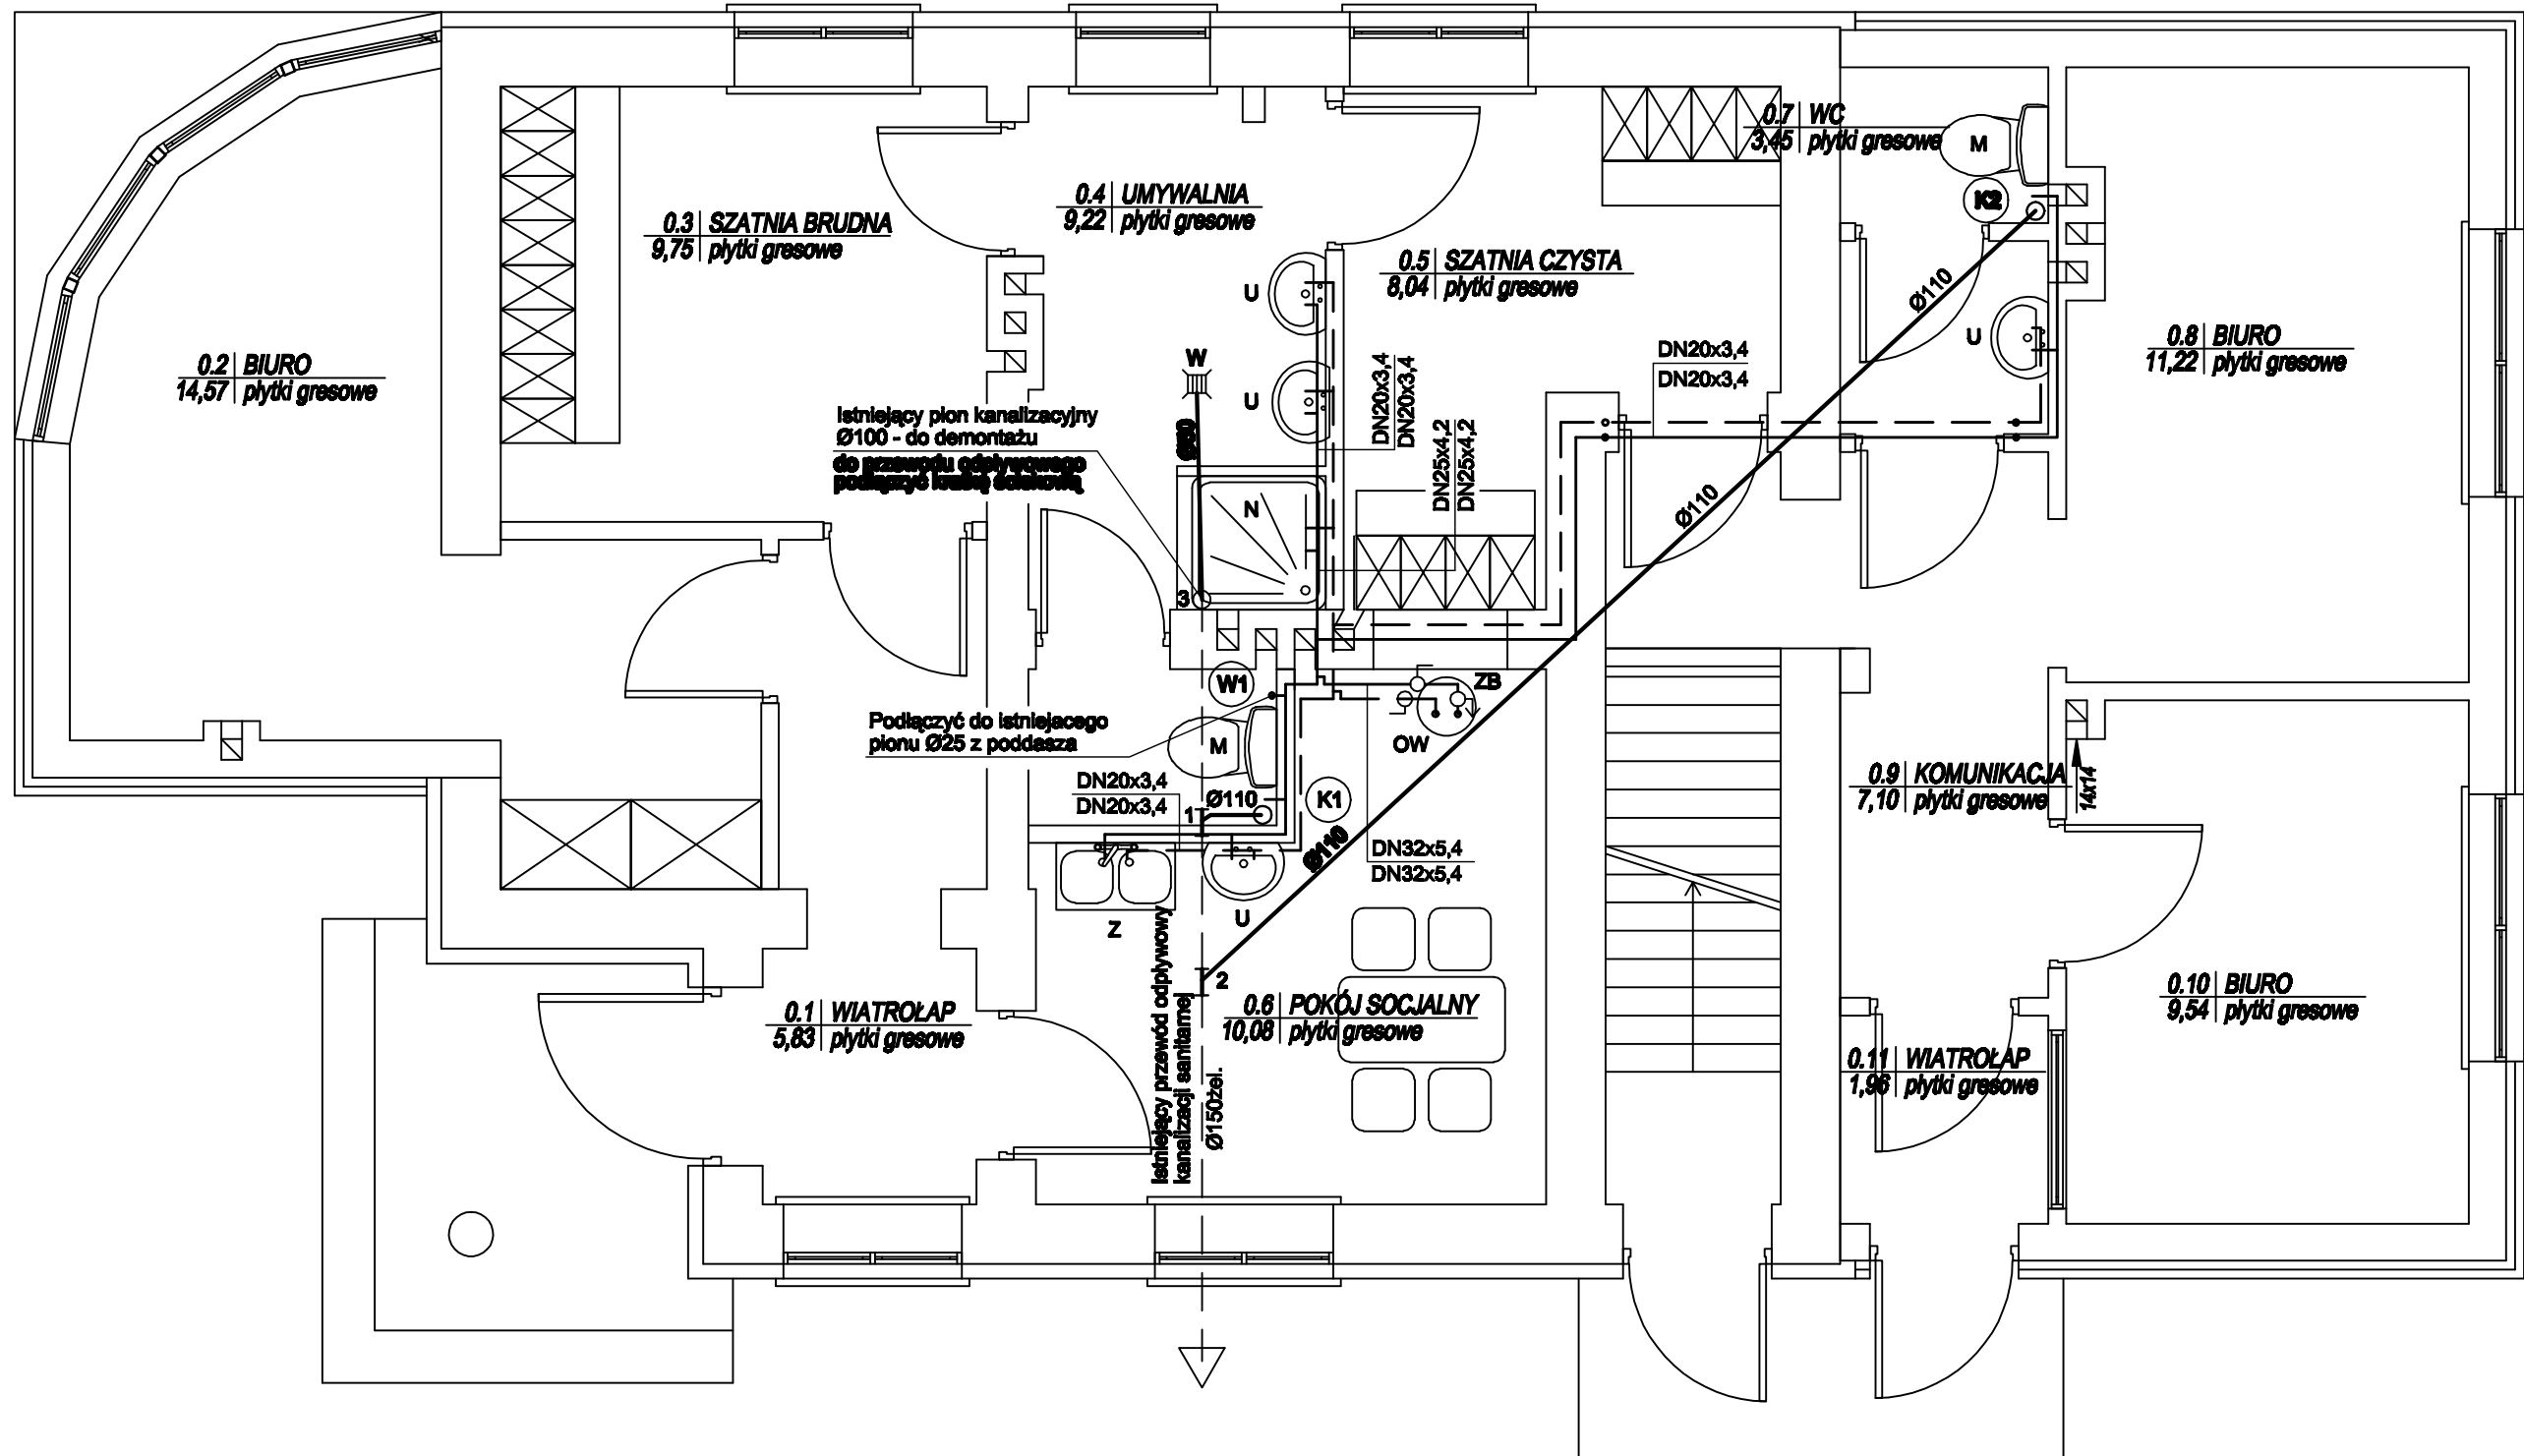 0.7 WC
3,45 płytki gresowe
M
K2
0.4 UMYWALNIA
9,22 płytki gresowe
0.3 SZATNIA BRUDNA
9,75 płytki gresowe
0.5 SZATNIA CZYSTA
8,04 płytki gresowe
U
Ø110
U
0.8 BIURO
11,22 płytki gresowe
0.2 BIURO
14,57 płytki gresowe
W
DN20x3,4
DN20x3,4
DN20x3,4
DN20x3,4
U
Istniejący pion kanalizacyjny
Ø100 - do demontażu
do przewodu odpływowego
podłączyć kratkę ściekową
DN25x4,2
DN25x4,2
N
Ø110
3
W1
ZB
Podłączyć do istniejacego
pionu Ø25 z poddasza
M
OW
DN20x3,4
DN20x3,4
Ø110
K1
1
0.9 KOMUNIKACJA
7,10 płytki gresowe
14x14
Ø110
DN32x5,4
DN32x5,4
Z
U
2
Istniejący przewód odpływowy
kanalizacji sanitarnej
Ø150żel.
0.1 WIATROŁAP
5,83 płytki gresowe
0.6 POKÓJ SOCJALNY
10,08 płytki gresowe
0.10 BIURO
9,54 płytki gresowe
0.11 WIATROŁAP
1,96 płytki gresowe